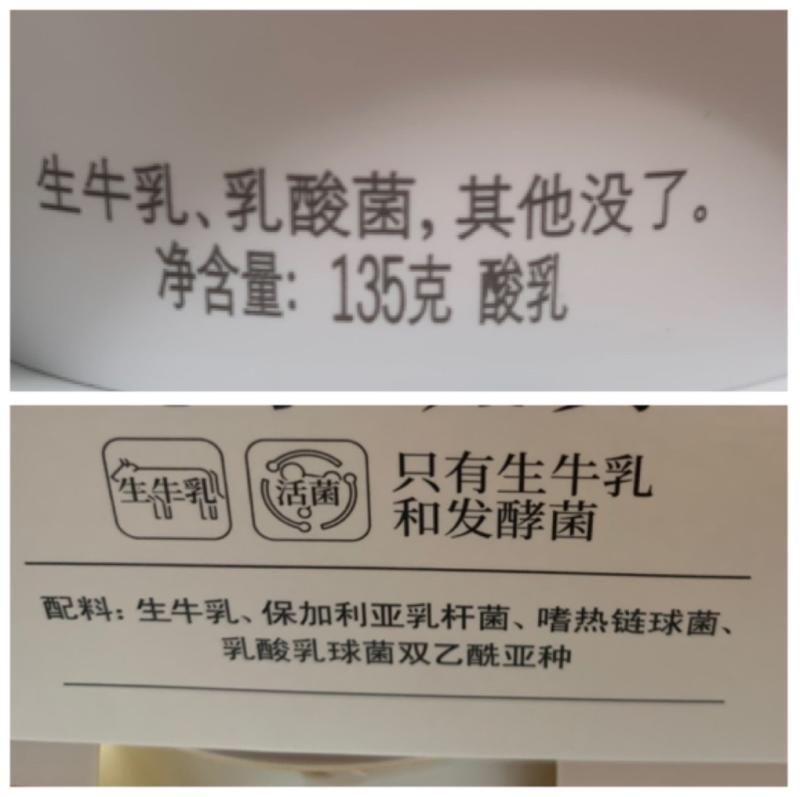 生牛乳、乳酸菌，其他没了。
净含量：135克 酸乳
生牛乳
活菌
只有生牛乳
和发酵菌
配料：生牛乳、保加利亚乳杆菌、嗜热链球菌、
乳酸乳球菌双乙酰亚种